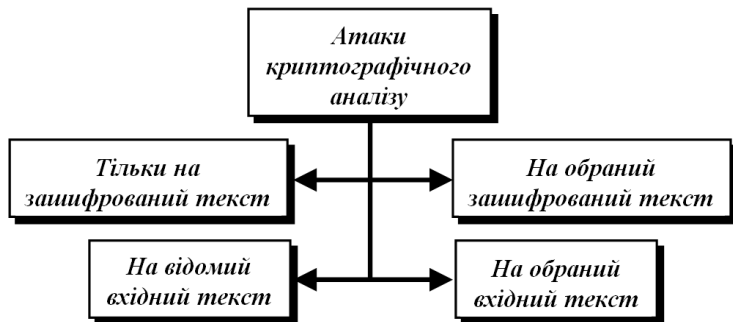 Атаки
криптографічного
аналізу
Тільки на
зашифрований текст
На обраний
зашифрований текст
На відомий
вхідний текст
На обраний
вхідний текст